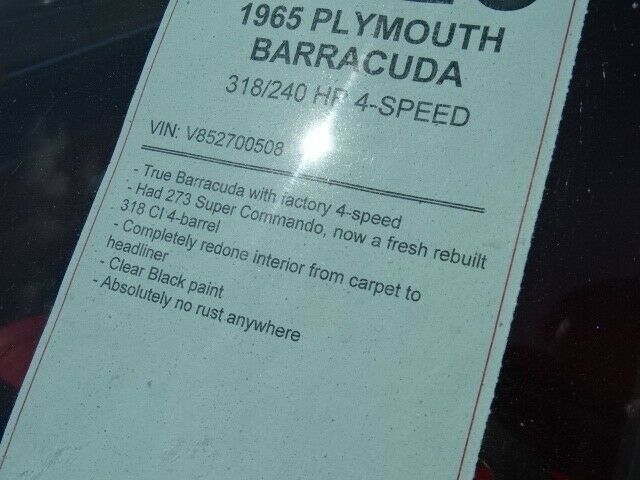 1965 PLYMOUTH
BARRACUDA
318/240 HP 4-SPEED
VIN: V852700508
- True Barracuda with factory 4-speed
- Had 273 Super Commando, now a fresh rebuilt
318 CI 4-barrel
- Completely redone interior from carpet to
headliner
- Clear Black paint
- Absolutely no rust anywhere